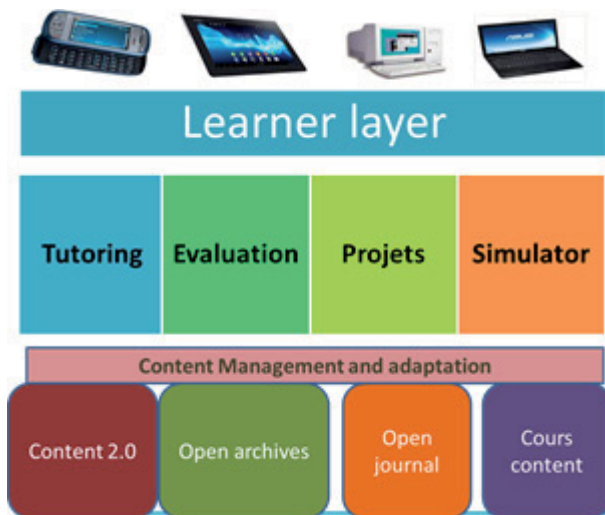 ASUS
Learner layer
Tutoring
Evaluation
Projets
Simulator
Content Management and adaptation
Content 2.0
Open archives
Open
journal
Cours
content